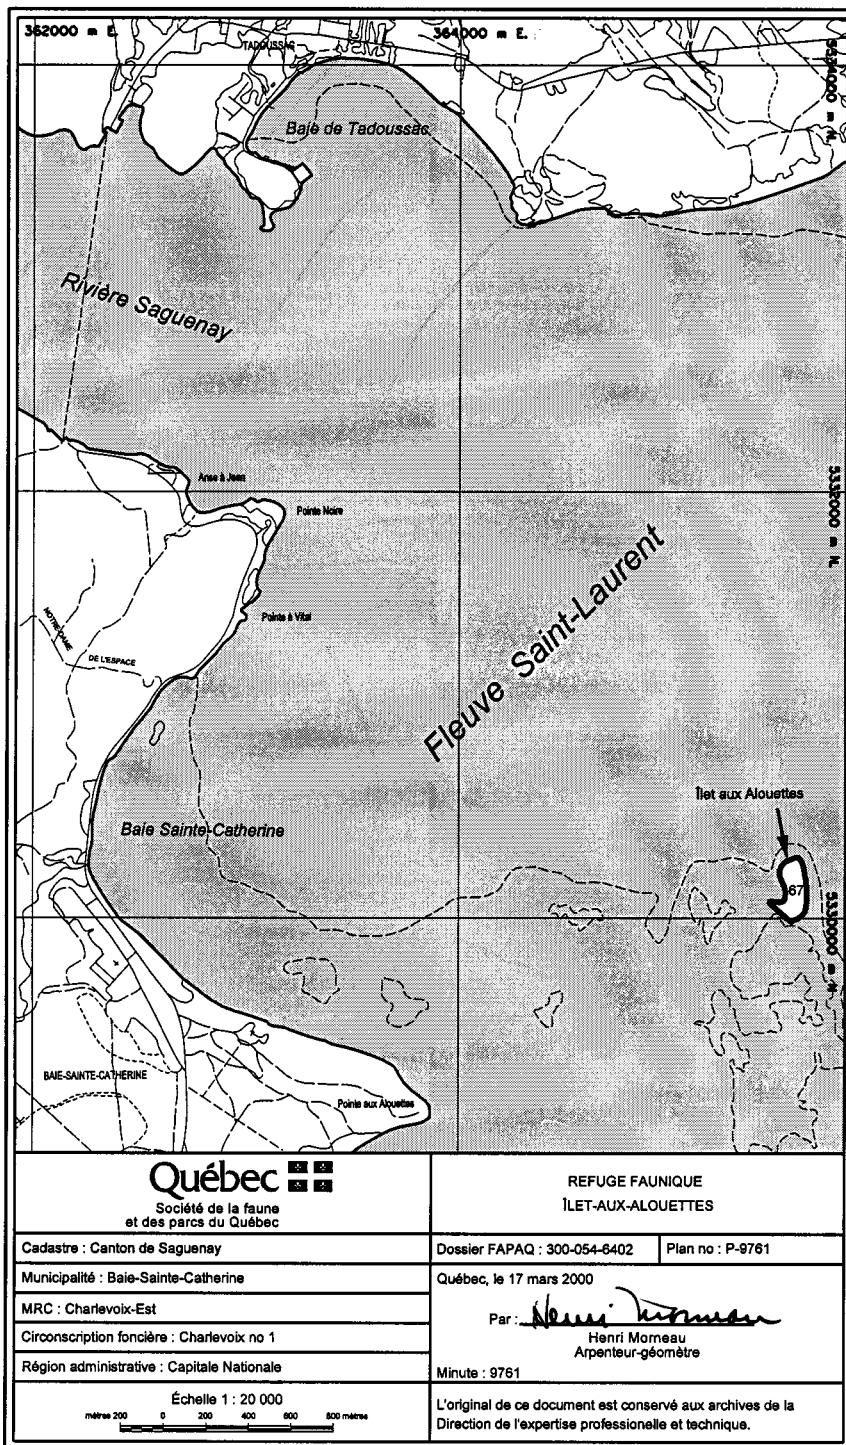 362000 m E.
364000 m E.
TADOUSSAC
5534000 m N.
Baie de Tadoussac
Rivière Saguenay
Anse à Jean
Pointe Noire
5332000 m N.
Pointe à Vital
NOTRE-DAME
DE L'ESPACE
Fleuve Saint-Laurent
Îlet aux Alouettes
Baie Sainte-Catherine
67
5330000 m N.
BAIE-SAINTE-CATHERINE
Pointe aux Alouettes
Québec
Société de la faune
et des parcs du Québec
REFUGE FAUNIQUE
ÎLET-AUX-ALOUETTES
Cadastre : Canton de Saguenay
Dossier FAPAQ : 300-054-6402
Plan no : P-9761
Municipalité : Baie-Sainte-Catherine
MRC : Charlevoix-Est
Circonscription foncière : Charlevoix no 1
Région administrative : Capitale Nationale
Québec, le 17 mars 2000
Par : Henri Morneau
Henri Morneau
Arpenteur-géomètre
Minute : 9761
Échelle 1 : 20 000
mètres 200 0 200 400 600 800 mètres
L'original de ce document est conservé aux archives de la
Direction de l'expertise professionelle et technique.